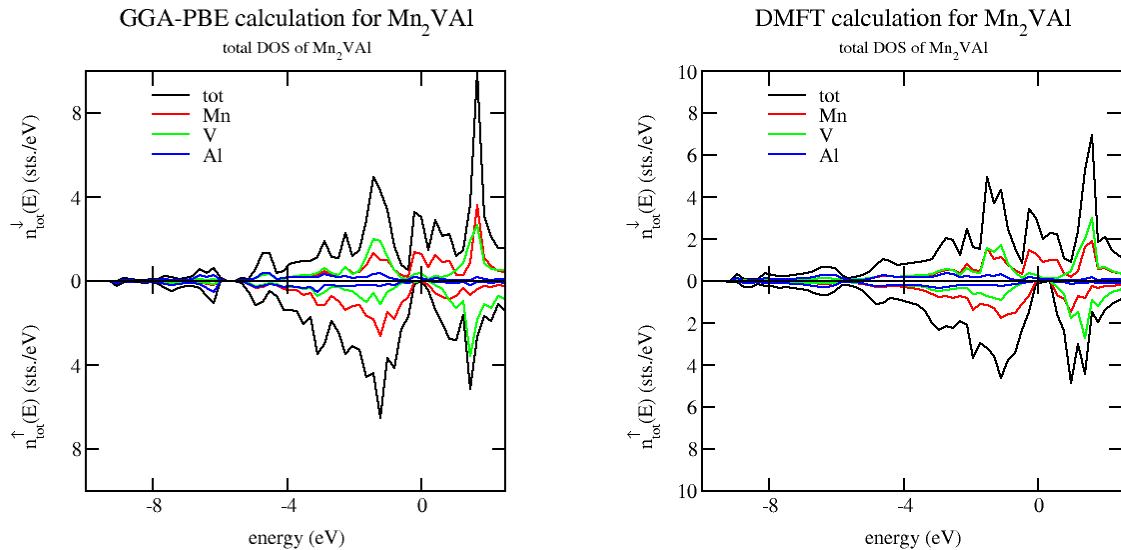 GGA-PBE calculation for Mn₂VAl
total DOS of Mn₂VAl
tot
Mn
V
Al
8
4
0
4
8
n↓tot(E) (sts./eV)
n↑tot(E) (sts./eV)
-8
-4
0
energy (eV)
DMFT calculation for Mn₂VAl
total DOS of Mn₂VAl
tot
Mn
V
Al
10
8
6
4
2
0
2
4
6
8
10
n↓tot(E) (sts./eV)
n↑tot(E) (sts./eV)
-8
-4
0
energy (eV)